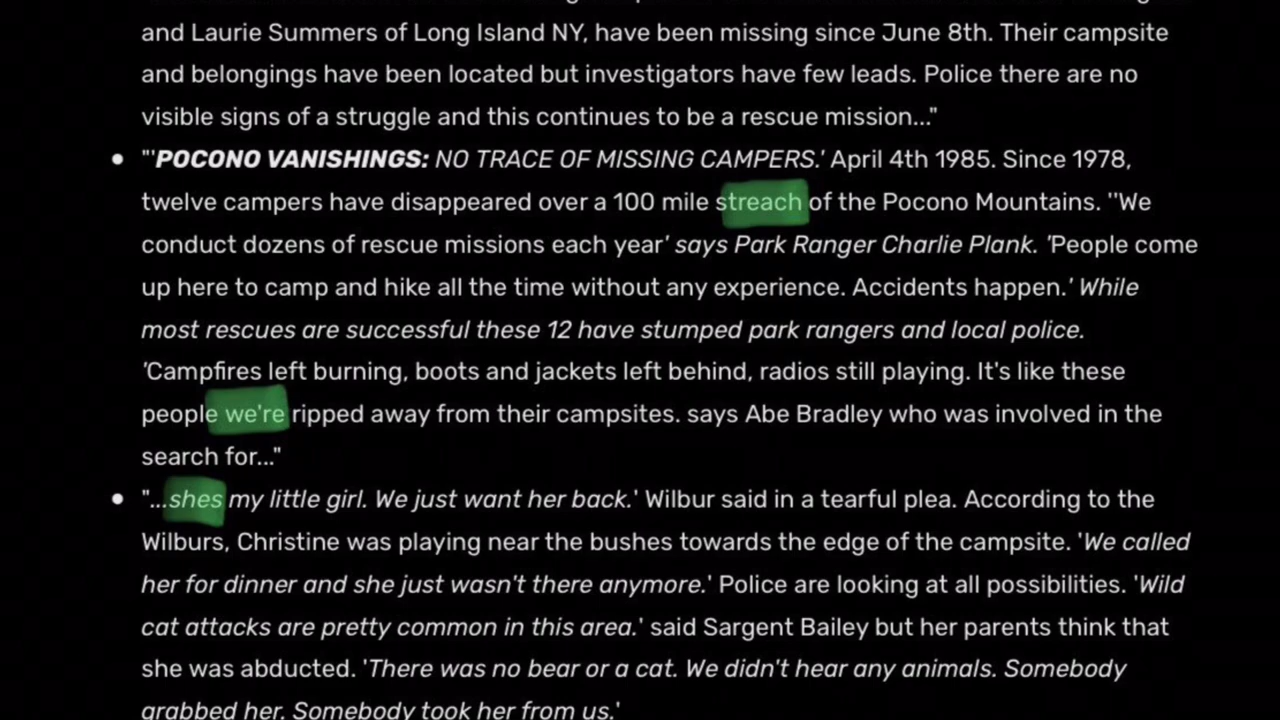 and Laurie Summers of Long Island NY, have been missing since June 8th. Their campsite
and belongings have been located but investigators have few leads. Police there are no
visible signs of a struggle and this continues to be a rescue mission..."
"'POCONO VANISHINGS: NO TRACE OF MISSING CAMPERS.' April 4th 1985. Since 1978,
twelve campers have disappeared over a 100 mile streach of the Pocono Mountains. ''We
conduct dozens of rescue missions each year' says Park Ranger Charlie Plank. 'People come
up here to camp and hike all the time without any experience. Accidents happen.' While
most rescues are successful these 12 have stumped park rangers and local police.
'Campfires left burning, boots and jackets left behind, radios still playing. It's like these
people we're ripped away from their campsites. says Abe Bradley who was involved in the
search for..."
"...shes my little girl. We just want her back.' Wilbur said in a tearful plea. According to the
Wilburs, Christine was playing near the bushes towards the edge of the campsite. 'We called
her for dinner and she just wasn't there anymore.' Police are looking at all possibilities. 'Wild
cat attacks are pretty common in this area.' said Sargent Bailey but her parents think that
she was abducted. 'There was no bear or a cat. We didn't hear any animals. Somebody
grabbed her. Somebody took her from us.'